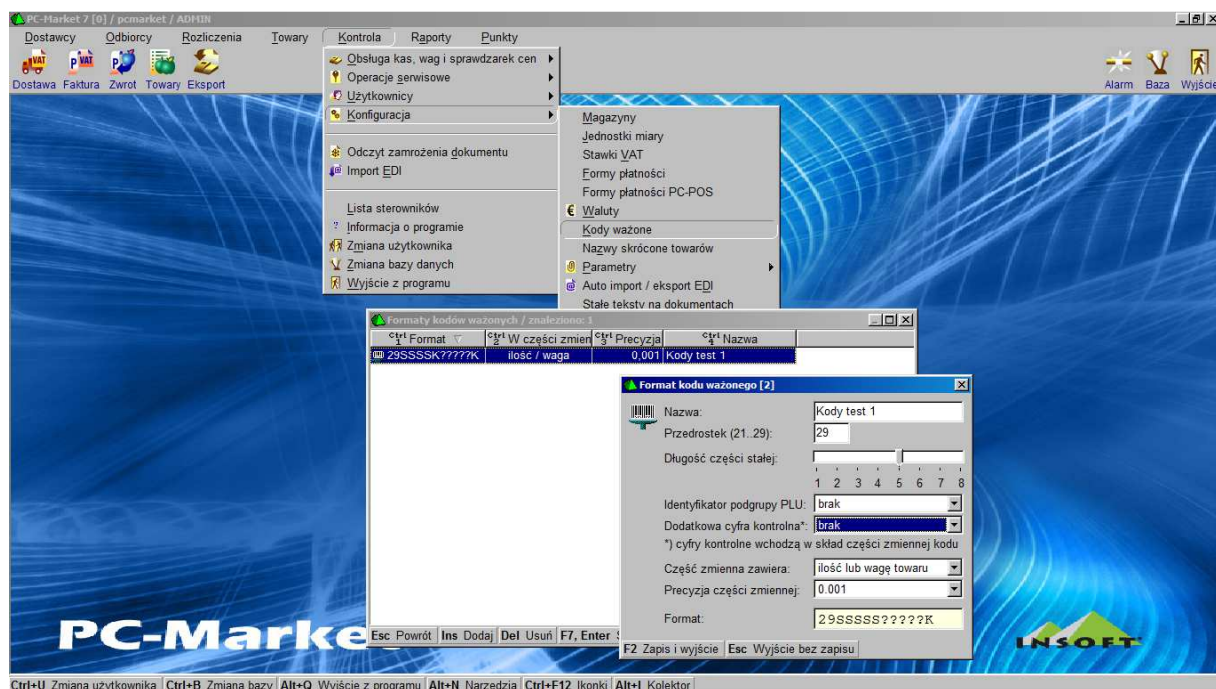 PC-Market 7 [0] / pcmarket / ADMIN
Dostawcy Odbiorcy Rozliczenia Towary Kontrola Raporty Punkty
Dostawa Faktura Zwrot Towary Eksport Alarm Baza Wyjście
Obsługa kas, wag i sprawdzarek cen
Operacje serwisowe
Użytkownicy
Konfiguracja
Odczyt zamrożenia dokumentu
Import EDI
Lista sterowników
Informacja o programie
Zmiana użytkownika
Zmiana bazy danych
Wyjście z programu
Magazyny
Jednostki miary
Stawki VAT
Formy płatności
Formy płatności PC-POS
Waluty
Kody ważone
Nazwy skrócone towarów
Parametry
Auto import / eksport EDI
Stałe teksty na dokumentach
Formaty kodów ważonych / znaleziono: 1
Ctrl 1 Format Ctrl 2 W części zmien Ctrl 3 Precyzja Ctrl 4 Nazwa
29SSSSK?????K ilość / waga 0,001 Kody test 1
Format kodu ważonego [2]
Nazwa: Kody test 1
Przedrostek (21..29): 29
Długość części stałej:
1 2 3 4 5 6 7 8
Identyfikator podgrupy PLU: brak
Dodatkowa cyfra kontrolna*: brak
*) cyfry kontrolne wchodzą w skład części zmiennej kodu
Część zmienna zawiera: ilość lub wagę towaru
Precyzja części zmiennej: 0.001
Format: 29SSSSS?????K
F2 Zapis i wyjście Esc Wyjście bez zapisu
Esc Powrót Ins Dodaj Del Usuń F7, Enter
PC-Marke
INSOFT
Ctrl+U Zmiana użytkownika Ctrl+B Zmiana bazy Alt+Q Wyjście z programu Alt+N Narzędzia Ctrl+F12 Ikonki Alt+L Kolektor